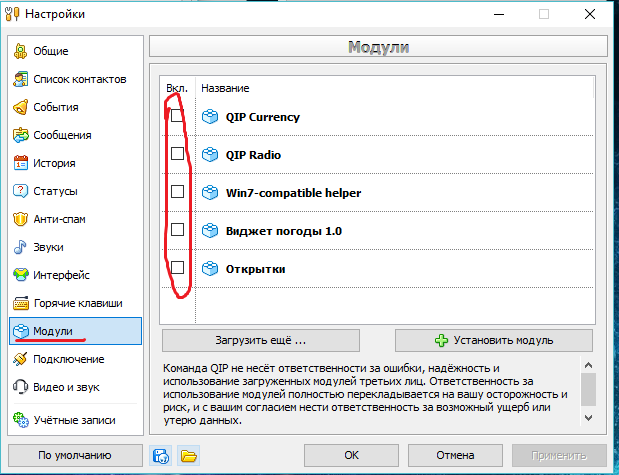 Настройки
Общие
Список контактов
События
Сообщения
История
Статусы
Анти-спам
Звуки
Интерфейс
Горячие клавиши
Модули
Подключение
Видео и звук
Учётные записи
Модули
Вкл. Название
QIP Currency
QIP Radio
Win7-compatible helper
Виджет погоды 1.0
Открытки
Загрузить ещё ... Установить модуль
Команда QIP не несёт ответственности за ошибки, надёжность и
использование загруженных модулей третьих лиц. Ответственность за
использование модулей полностью перекладывается на вашу осторожность и
риск, и с вашим согласием нести ответственность за возможный ущерб или
утерю данных.
По умолчанию OK Отмена Применить